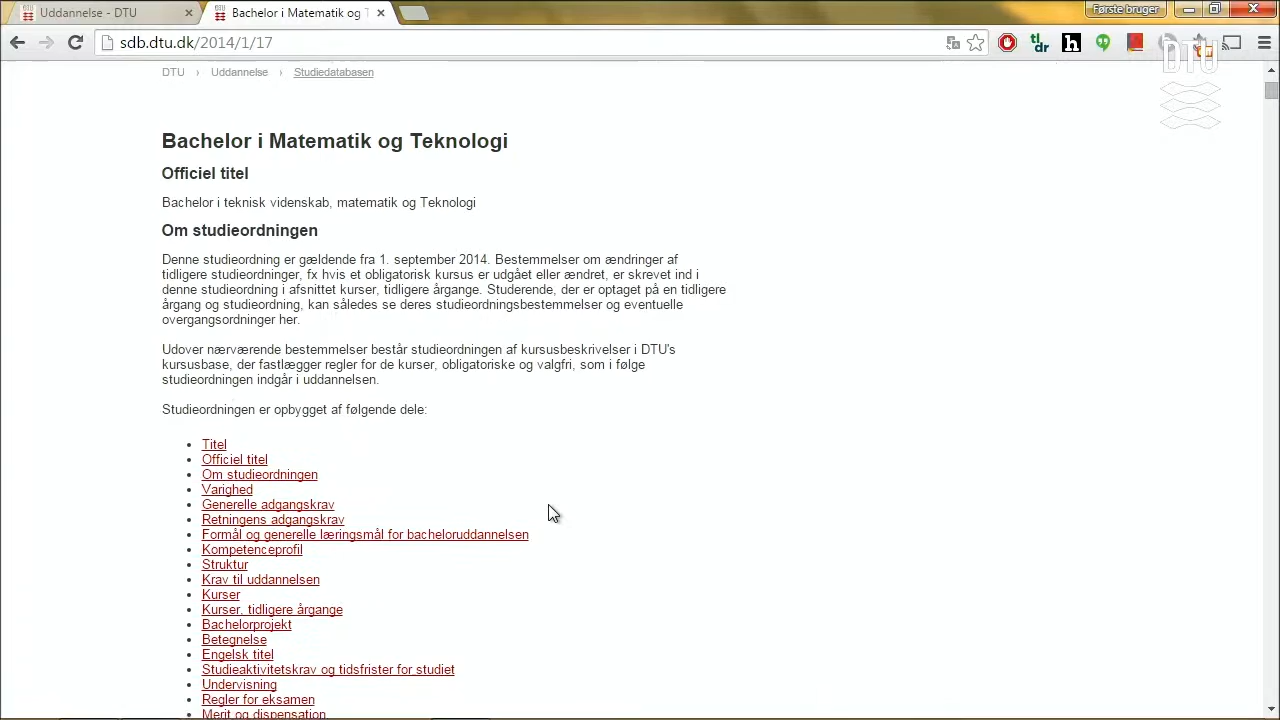 Uddannelse - DTU
Bachelor i Matematik og T
Første bruger
sdb.dtu.dk/2014/1/17
tl;dr
h
DTU
DTU › Uddannelse › Studiedatabasen
Bachelor i Matematik og Teknologi
Officiel titel
Bachelor i teknisk videnskab, matematik og Teknologi
Om studieordningen
Denne studieordning er gældende fra 1. september 2014. Bestemmelser om ændringer af
tidligere studieordninger, fx hvis et obligatorisk kursus er udgået eller ændret, er skrevet ind i
denne studieordning i afsnittet kurser, tidligere årgange. Studerende, der er optaget på en tidligere
årgang og studieordning, kan således se deres studieordningsbestemmelser og eventuelle
overgangsordninger her.
Udover nærværende bestemmelser består studieordningen af kursusbeskrivelser i DTU's
kursusbase, der fastlægger regler for de kurser, obligatoriske og valgfri, som i følge
studieordningen indgår i uddannelsen.
Studieordningen er opbygget af følgende dele:
Titel
Officiel titel
Om studieordningen
Varighed
Generelle adgangskrav
Retningens adgangskrav
Formål og generelle læringsmål for bacheloruddannelsen
Kompetenceprofil
Struktur
Krav til uddannelsen
Kurser
Kurser, tidligere årgange
Bachelorprojekt
Betegnelse
Engelsk titel
Studieaktivitetskrav og tidsfrister for studiet
Undervisning
Regler for eksamen
Merit og dispensation